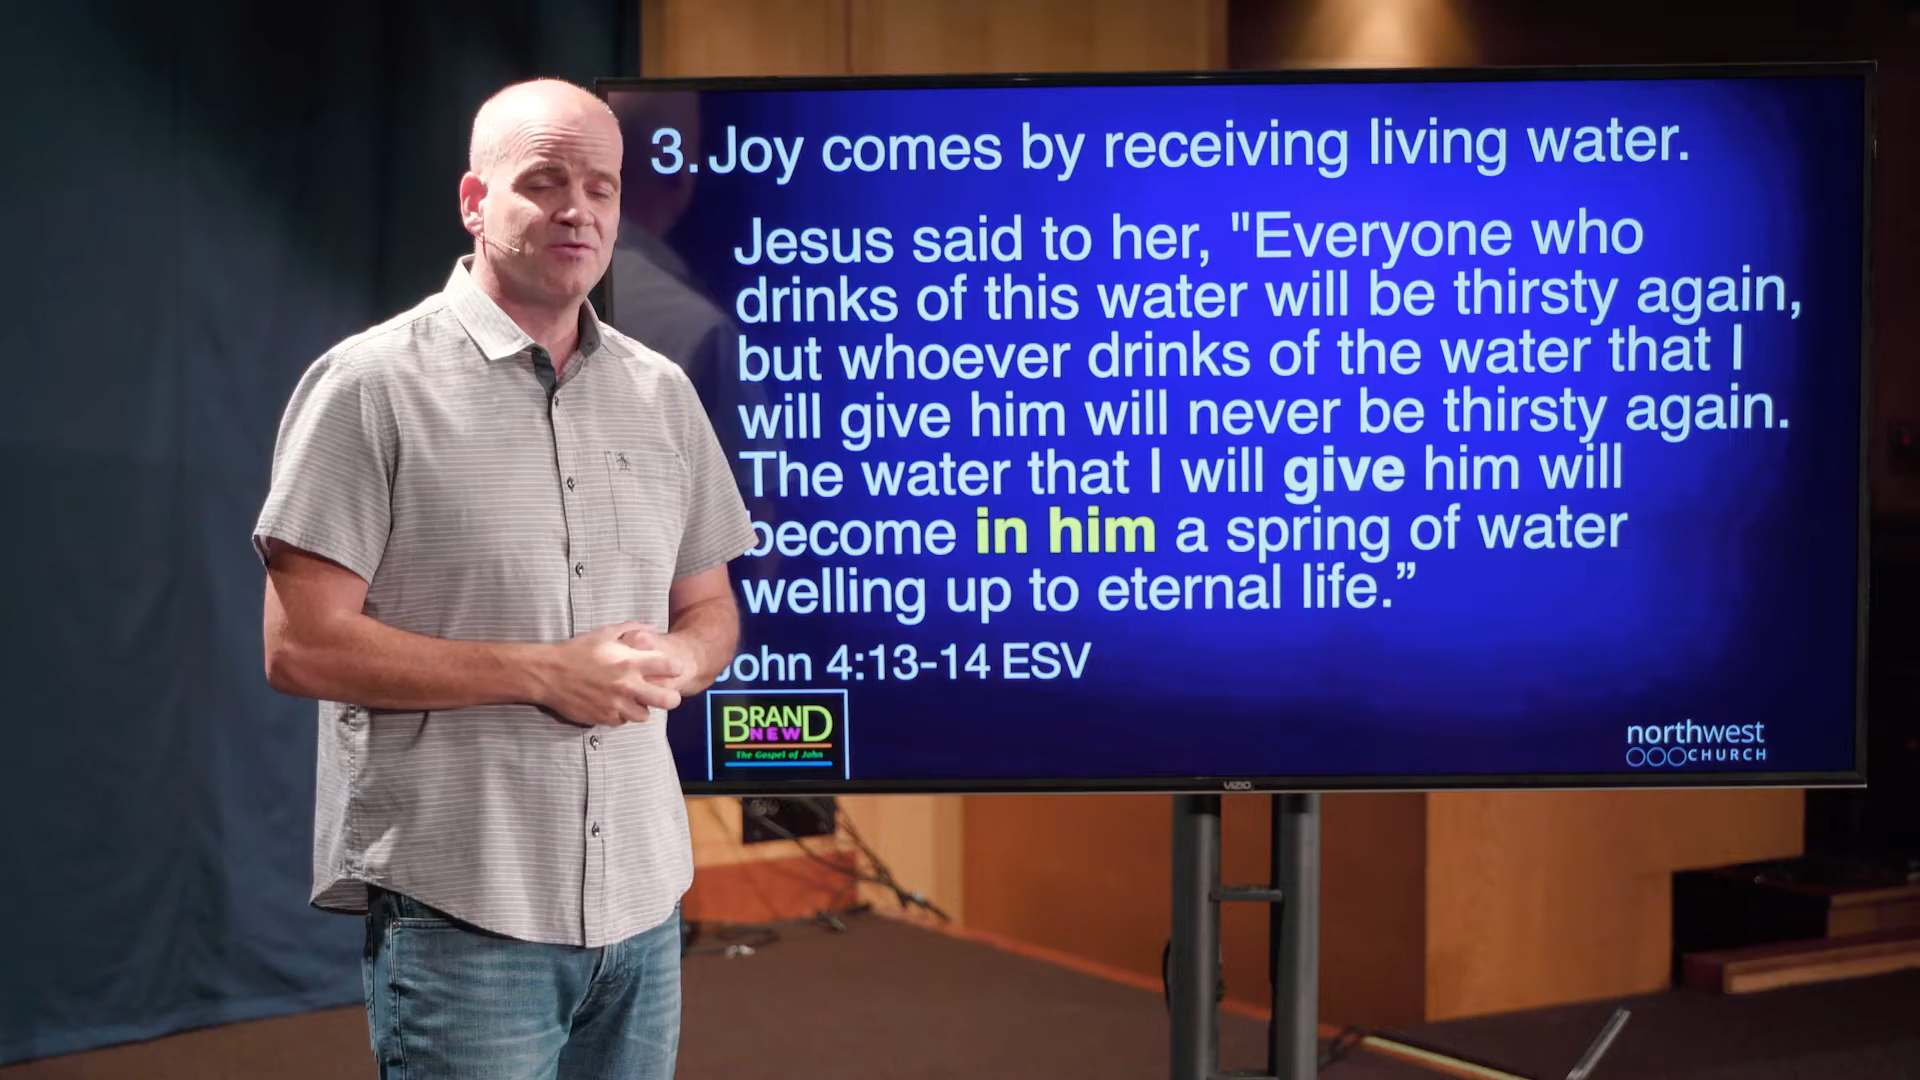 3. Joy comes by receiving living water.
Jesus said to her, "Everyone who
drinks of this water will be thirsty again,
but whoever drinks of the water that I
will give him will never be thirsty again.
The water that I will give him will
become in him a spring of water
welling up to eternal life.”
John 4:13-14 ESV
BRAND
NEW
The Gospel of John
northwest
CHURCH
VIZIO